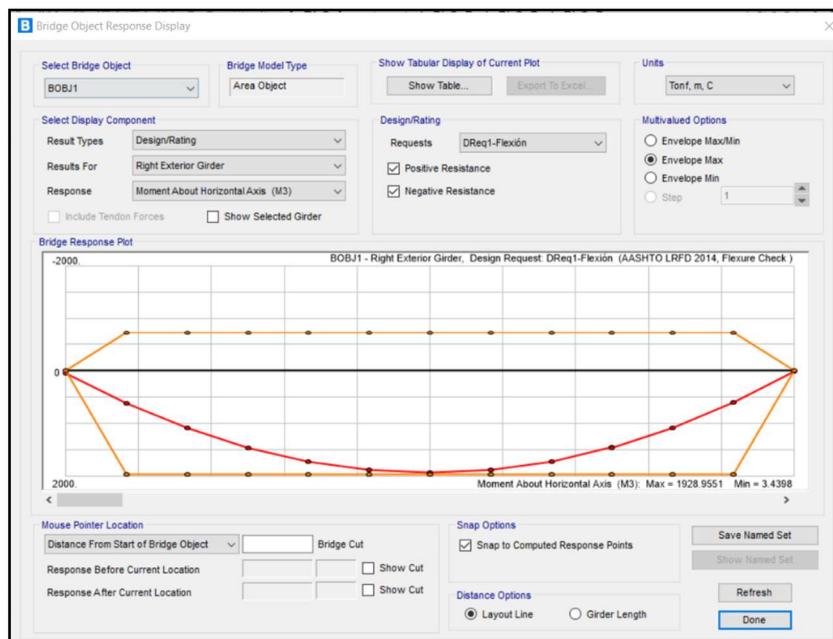 Bridge Object Response Display
Select Bridge Object
BOBJ1
Bridge Model Type
Area Object
Show Tabular Display of Current Plot
Show Table...
Export To Excel...
Units
Tonf, m, C
Select Display Component
Result Types
Design/Rating
Results For
Right Exterior Girder
Response
Moment About Horizontal Axis (M3)
Include Tendon Forces
Show Selected Girder
Design/Rating
Requests
DReq1-Flexión
Positive Resistance
Negative Resistance
Multivalued Options
Envelope Max/Min
Envelope Max
Envelope Min
Step
1
Bridge Response Plot
-2000.
BOBJ1 - Right Exterior Girder, Design Request: DReq1-Flexión (AASHTO LRFD 2014, Flexure Check )
0
2000.
Moment About Horizontal Axis (M3): Max = 1928.9551 Min = 3.4398
Mouse Pointer Location
Distance From Start of Bridge Object
Bridge Cut
Response Before Current Location
Show Cut
Response After Current Location
Show Cut
Snap Options
Snap to Computed Response Points
Distance Options
Layout Line
Girder Length
Save Named Set
Show Named Set
Refresh
Done